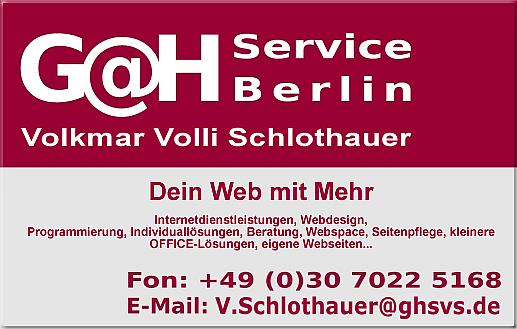 G@H Service
Berlin
Volkmar Volli Schlothauer
Dein Web mit Mehr
Internetdienstleistungen, Webdesign,
Programmierung, Individuallösungen, Beratung, Webspace, Seitenpflege, kleinere
OFFICE-Lösungen, eigene Webseiten...
Fon: +49 (0)30 7022 5168
E-Mail: V.Schlothauer@ghsvs.de